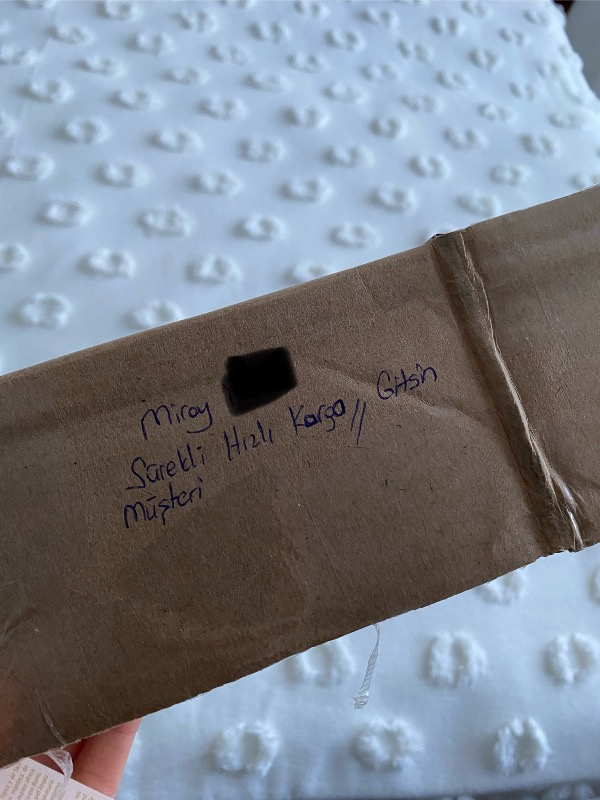 Miray
Sürekli Hızlı Kargo // Gitsin
Müşteri